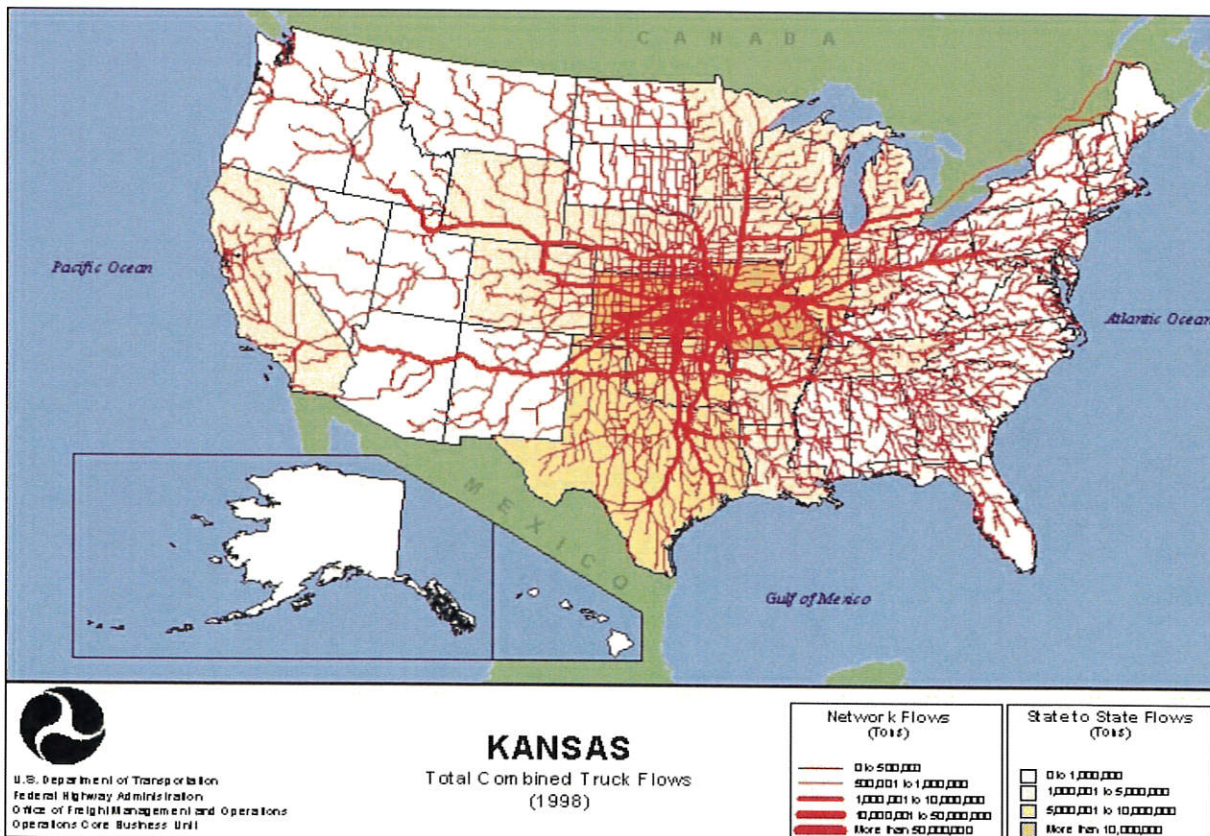 CANADA
Pacific Ocean
Atlantic Ocean
MEXICO
Gulf of Mexico
U.S. Department of Transportation
Federal Highway Administration
Office of Freight Management and Operations
Operations Core Business Unit
KANSAS
Total Combined Truck Flows
(1998)
Network Flows
(Tons)
0 to 500,000
500,001 to 1,000,000
1,000,001 to 10,000,000
10,000,001 to 50,000,000
More than 50,000,000
State to State Flows
(Tons)
0 to 1,000,000
1,000,001 to 5,000,000
5,000,001 to 10,000,000
More than 10,000,000